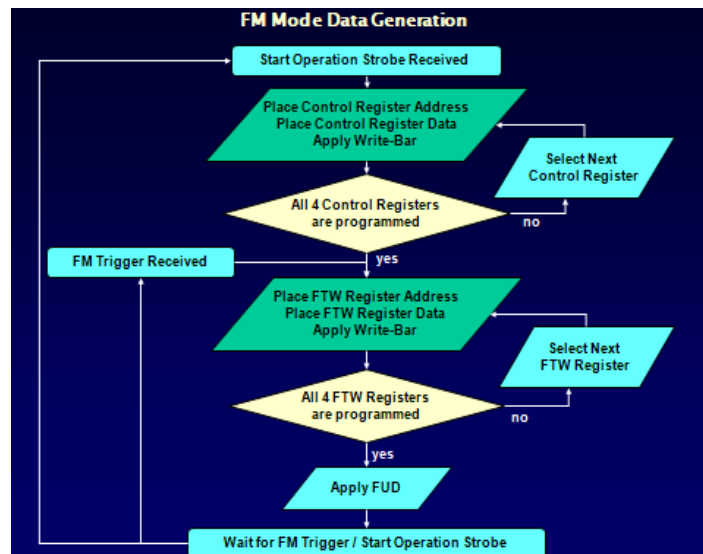 FM Mode Data Generation
Start Operation Strobe Received
Place Control Register Address
Place Control Register Data
Apply Write-Bar
Select Next
Control Register
All 4 Control Registers
are programmed
no
yes
FM Trigger Received
Place FTW Register Address
Place FTW Register Data
Apply Write-Bar
Select Next
FTW Register
All 4 FTW Registers
are programmed
no
yes
Apply FUD
Wait for FM Trigger / Start Operation Strobe